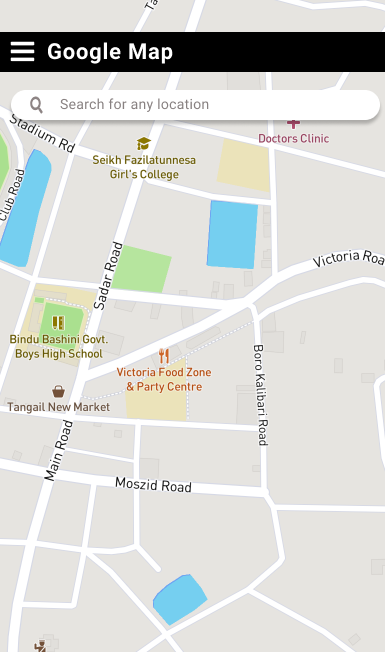 Google Map
Search for any location
Stadium Rd
Doctors Clinic
Seikh Fazilatunnesa
Girl's College
Club Road
Sadar Road
Victoria Roa
Bindu Bashini Govt.
Boys High School
Victoria Food Zone
& Party Centre
Boro Kalibari Road
Tangail New Market
Main Road
Moszid Road